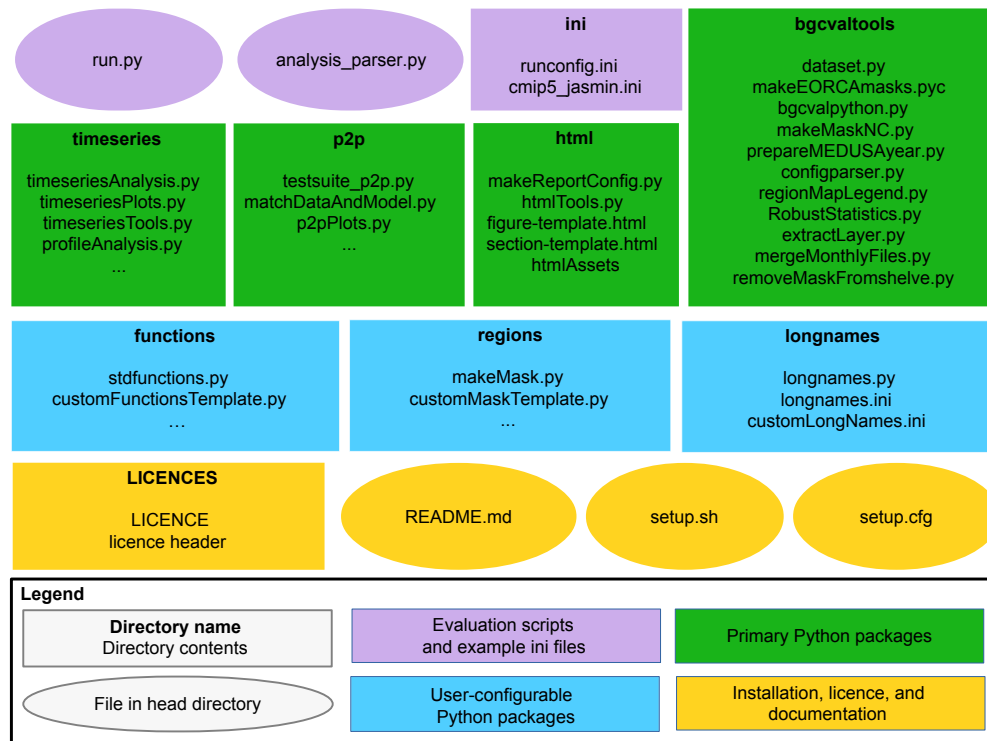 run.py
analysis_parser.py
ini
runconfig.ini
cmip5_jasmin.ini
bgcvaltools
dataset.py
makeEORCAmasks.pyc
bgcvalpython.py
makeMaskNC.py
prepareMEDUSAyear.py
configparser.py
regionMapLegend.py
RobustStatistics.py
extractLayer.py
mergeMonthlyFiles.py
removeMaskFromshelve.py
timeseries
timeseriesAnalysis.py
timeseriesPlots.py
timeseriesTools.py
profileAnalysis.py
...
p2p
testsuite_p2p.py
matchDataAndModel.py
p2pPlots.py
...
html
makeReportConfig.py
htmlTools.py
figure-template.html
section-template.html
htmlAssets
functions
stdfunctions.py
customFunctionsTemplate.py
…
regions
makeMask.py
customMaskTemplate.py
...
longnames
longnames.py
longnames.ini
customLongNames.ini
LICENCES
LICENCE
licence header
README.md
setup.sh
setup.cfg
Legend
Directory name
Directory contents
Evaluation scripts
and example ini files
Primary Python packages
File in head directory
User-configurable
Python packages
Installation, licence, and
documentation